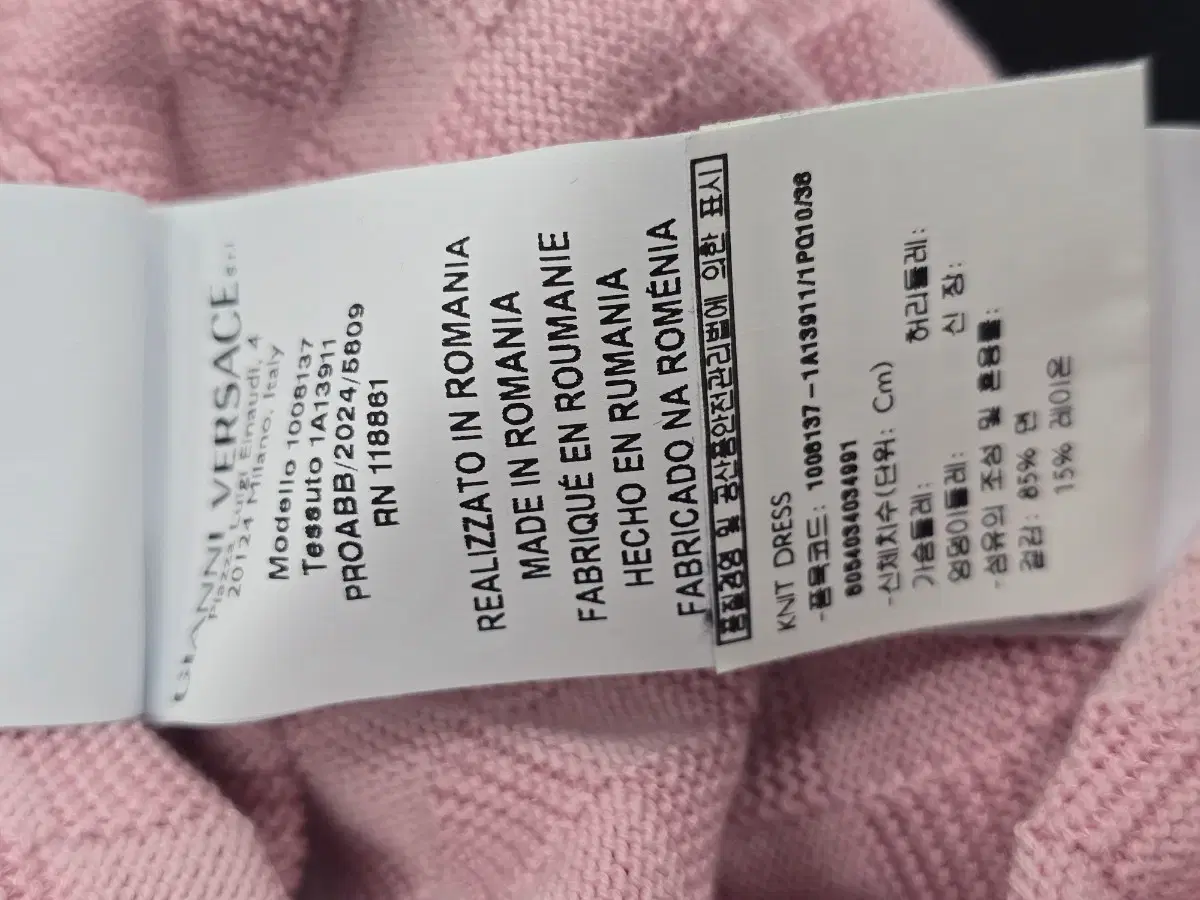 GIANNI VERSACE s.r.l.
Piazza Luigi Einaudi, 4
20124 Milano, Italy
Modello 1008137
Tessuto 1A13911
PROABB/2024/5809
RN 118861
REALIZZATO IN ROMANIA
MADE IN ROMANIA
FABRIQUÉ EN ROUMANIE
HECHO EN RUMANIA
FABRICADO NA ROMÉNIA
품질경영 및 공산품안전관리법에 의한 표시
KNIT DRESS
-품목코드: 1008137-1A13911/1PQ10/38
8054034034991
-신체치수(단위: Cm)
가슴둘레: 허리둘레:
엉덩이둘레: 신 장:
-섬유의 조성 및 혼용률:
겉감: 85% 면
15% 레이온